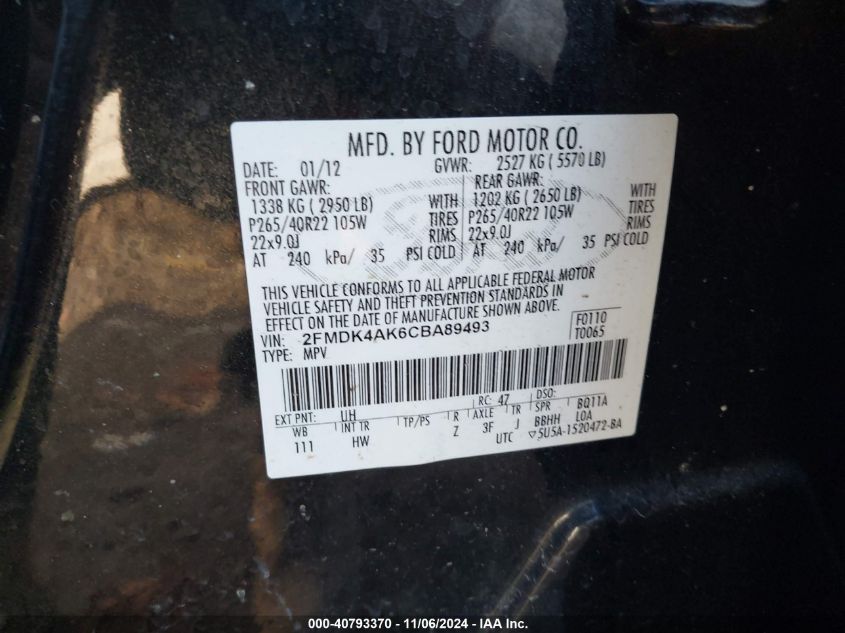 MFD. BY FORD MOTOR CO.
DATE: 01/12 GVWR: 2527 KG ( 5570 LB)
FRONT GAWR: REAR GAWR:
1338 KG ( 2950 LB) WITH 1202 KG ( 2650 LB) WITH
P265/40R22 105W TIRES P265/40R22 105W TIRES
22x9.0J RIMS 22x9.0J RIMS
AT 240 kPa/ 35 PSI COLD AT 240 kPa/ 35 PSI COLD
THIS VEHICLE CONFORMS TO ALL APPLICABLE FEDERAL MOTOR
VEHICLE SAFETY AND THEFT PREVENTION STANDARDS IN
EFFECT ON THE DATE OF MANUFACTURE SHOWN ABOVE.
VIN: 2FMDK4AK6CBA89493 F0110
TYPE: MPV T0065
EXT PNT: UH RC: 47 DSO:
WB INT TR TP/PS R AXLE TR SPR BQ11A
111 HW Z 3F J BBHH LOA
UTC ▽5U5A-1520472-BA
000-40793370 - 11/06/2024 - IAA Inc.